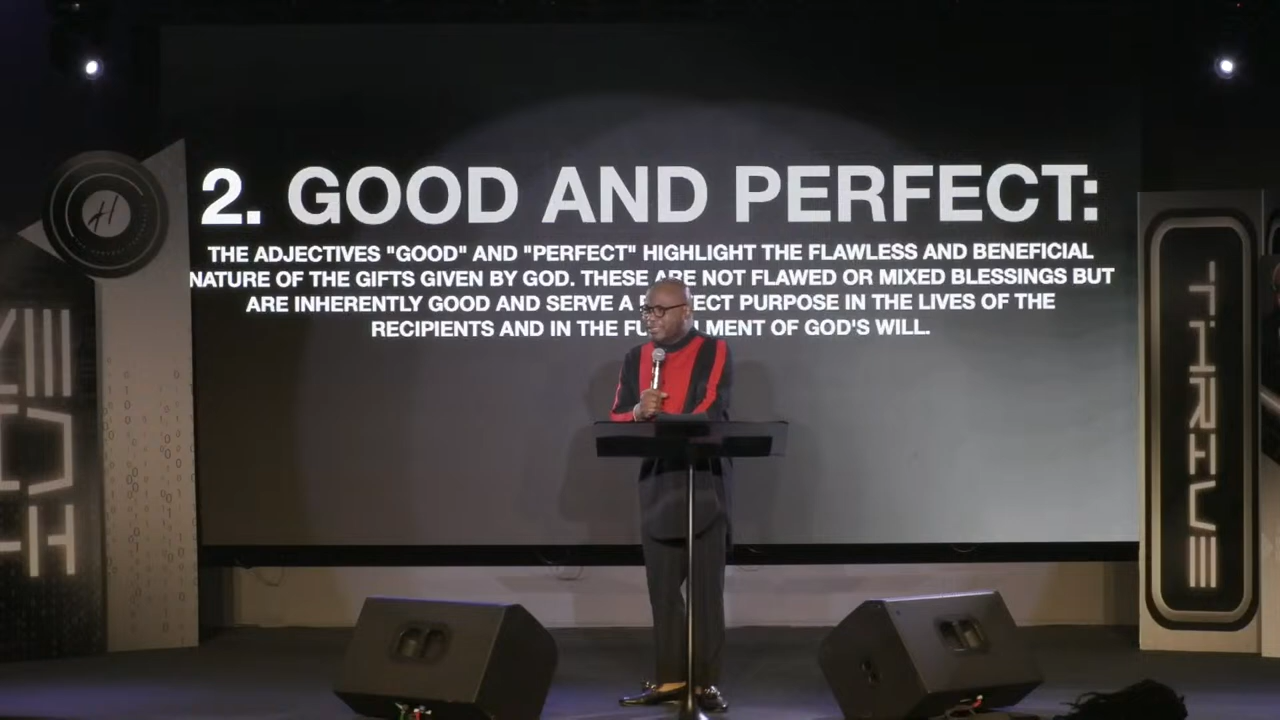 2. GOOD AND PERFECT:
THE ADJECTIVES "GOOD" AND "PERFECT" HIGHLIGHT THE FLAWLESS AND BENEFICIAL
NATURE OF THE GIFTS GIVEN BY GOD. THESE ARE NOT FLAWED OR MIXED BLESSINGS BUT
ARE INHERENTLY GOOD AND SERVE A PURPOSE IN THE LIVES OF THE
RECIPIENTS AND IN THE OF GOD'S WILL.
H
THRIVE